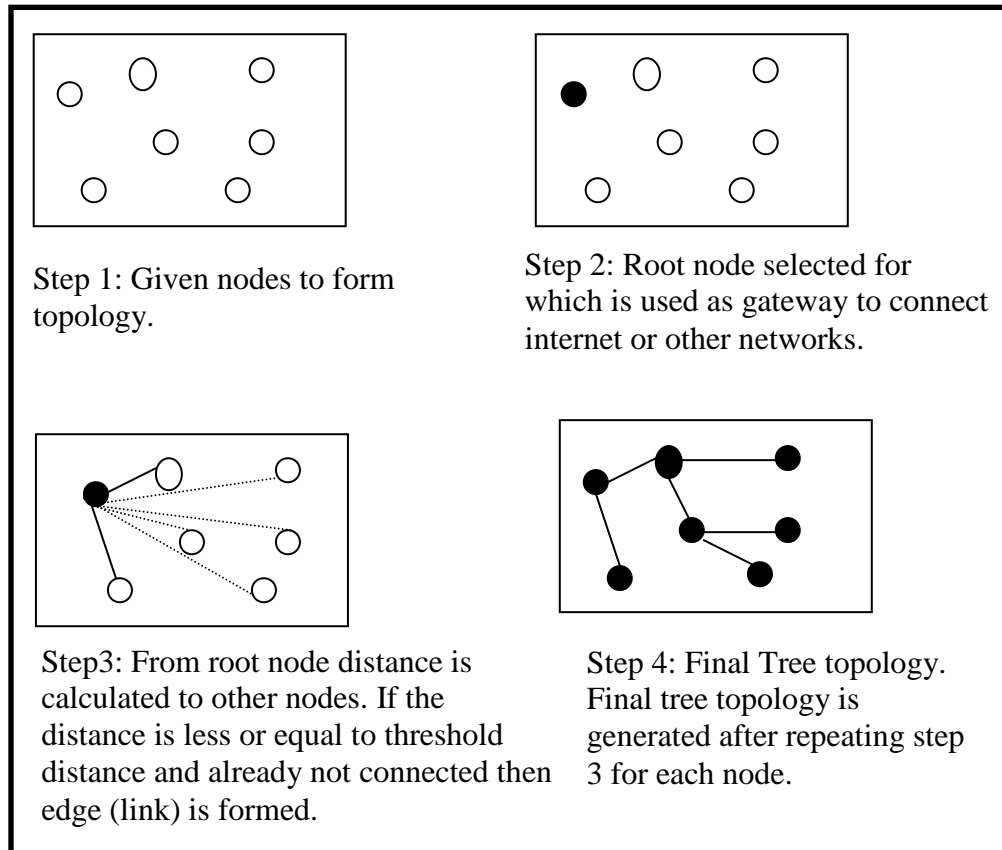 Step 1: Given nodes to form
topology.
Step 2: Root node selected for
which is used as gateway to connect
internet or other networks.
Step3: From root node distance is
calculated to other nodes. If the
distance is less or equal to threshold
distance and already not connected then
edge (link) is formed.
Step 4: Final Tree topology.
Final tree topology is
generated after repeating step
3 for each node.